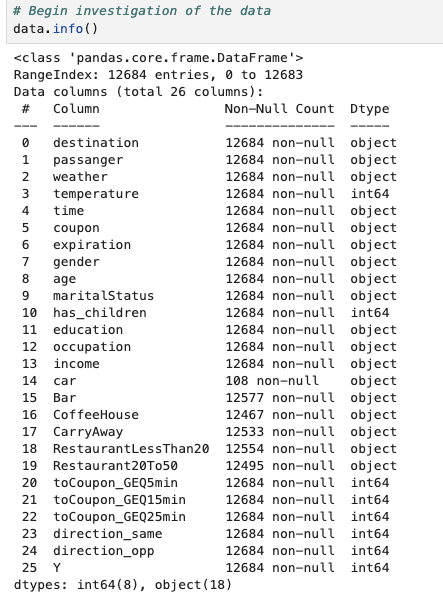 # Begin investigation of the data
data.info()
<class 'pandas.core.frame.DataFrame'>
RangeIndex: 12684 entries, 0 to 12683
Data columns (total 26 columns):
 #   Column                Non-Null Count  Dtype
---  ------                --------------  -----
 0   destination           12684 non-null  object
 1   passanger             12684 non-null  object
 2   weather               12684 non-null  object
 3   temperature           12684 non-null  int64
 4   time                  12684 non-null  object
 5   coupon                12684 non-null  object
 6   expiration            12684 non-null  object
 7   gender                12684 non-null  object
 8   age                   12684 non-null  object
 9   maritalStatus         12684 non-null  object
 10  has_children          12684 non-null  int64
 11  education             12684 non-null  object
 12  occupation            12684 non-null  object
 13  income                12684 non-null  object
 14  car                   108 non-null    object
 15  Bar                   12577 non-null  object
 16  CoffeeHouse           12467 non-null  object
 17  CarryAway             12533 non-null  object
 18  RestaurantLessThan20  12554 non-null  object
 19  Restaurant20To50      12495 non-null  object
 20  toCoupon_GEQ5min      12684 non-null  int64
 21  toCoupon_GEQ15min     12684 non-null  int64
 22  toCoupon_GEQ25min     12684 non-null  int64
 23  direction_same        12684 non-null  int64
 24  direction_opp         12684 non-null  int64
 25  Y                     12684 non-null  int64
dtypes: int64(8), object(18)